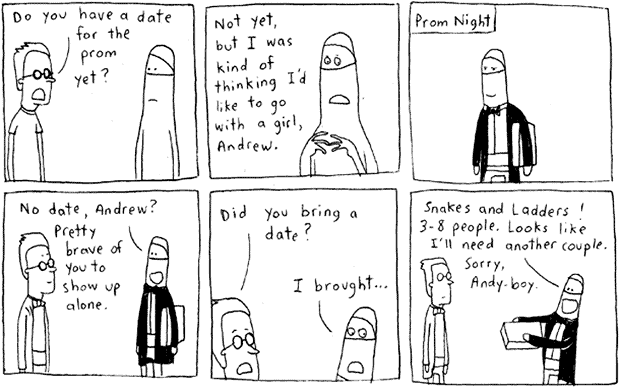 Do you have a date
for the
prom
yet?
Not yet,
but I was
kind of
thinking I'd
like to go
with a girl,
Andrew.
Prom Night
No date, Andrew?
Pretty
brave of
you to
show up
alone.
Did you bring a
date?
I brought...
Snakes and Ladders!
3-8 people. Looks like
I'll need another couple.
Sorry,
Andy-boy.